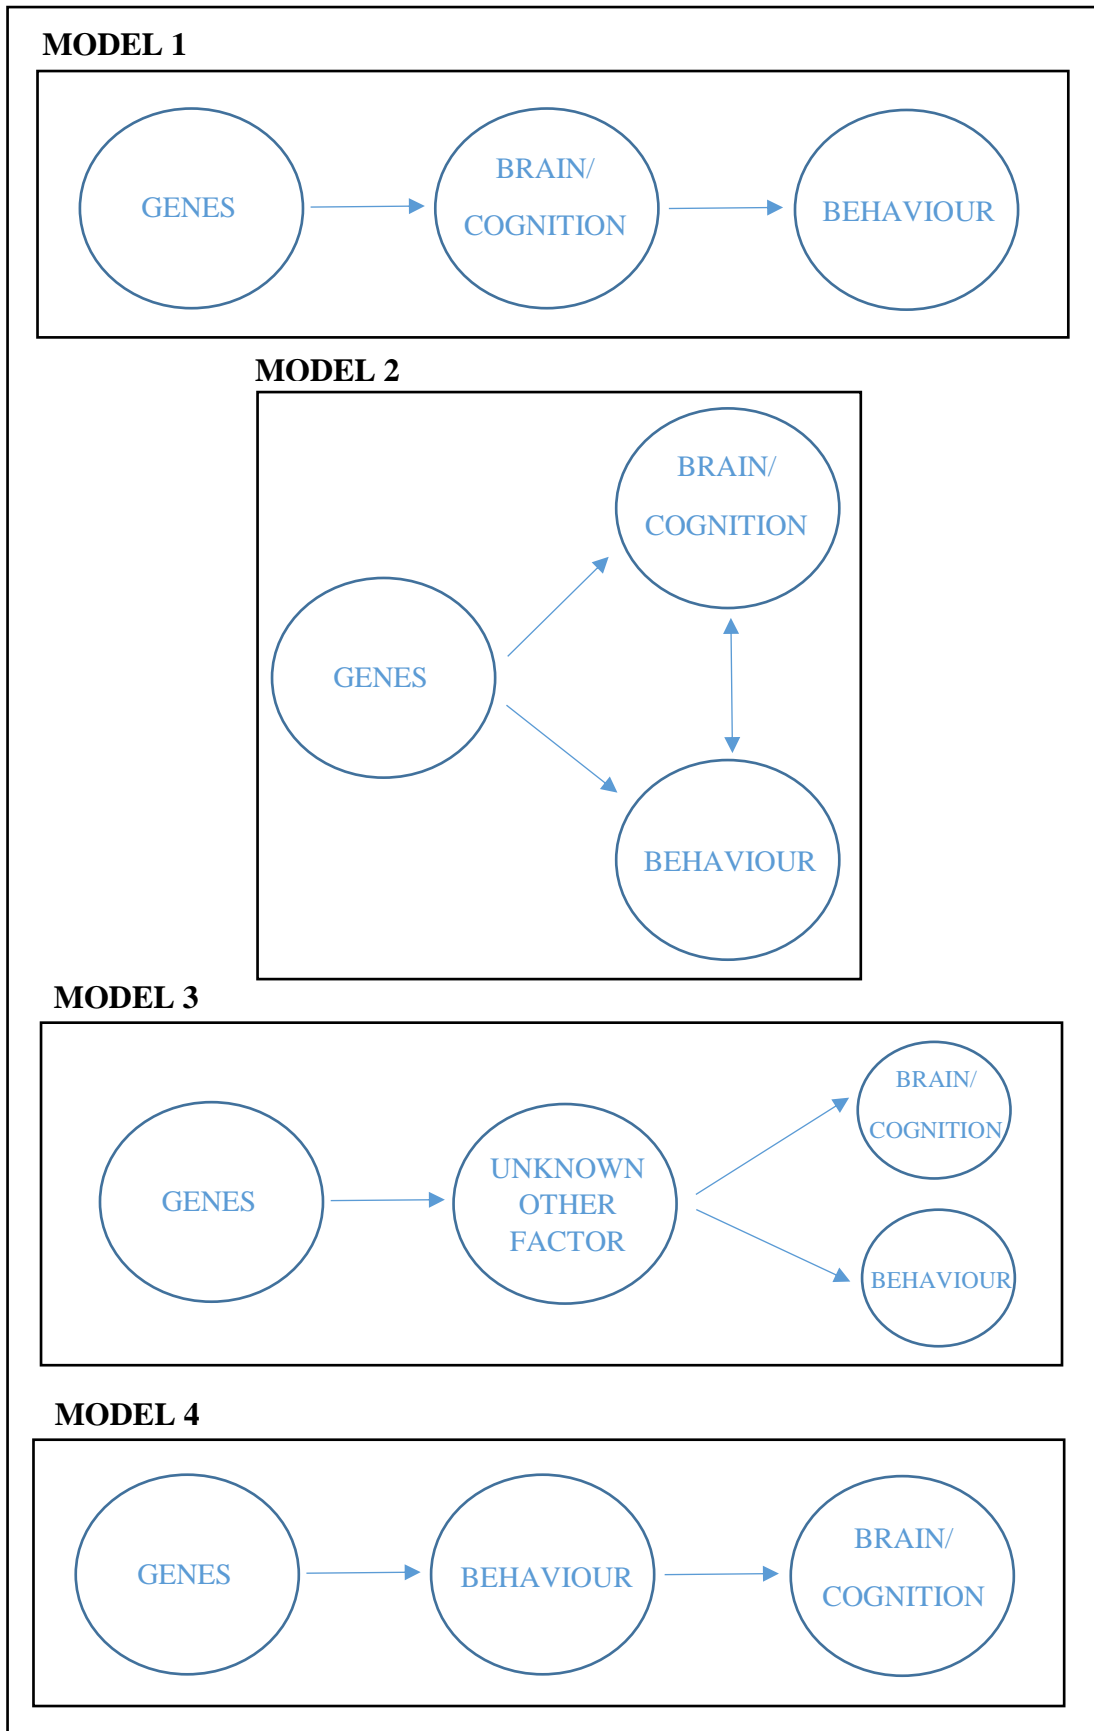 MODEL 1
GENES
BRAIN/
COGNITION
BEHAVIOUR
MODEL 2
BRAIN/
COGNITION
GENES
BEHAVIOUR
MODEL 3
GENES
UNKNOWN
OTHER
FACTOR
BRAIN/
COGNITION
BEHAVIOUR
MODEL 4
GENES
BEHAVIOUR
BRAIN/
COGNITION